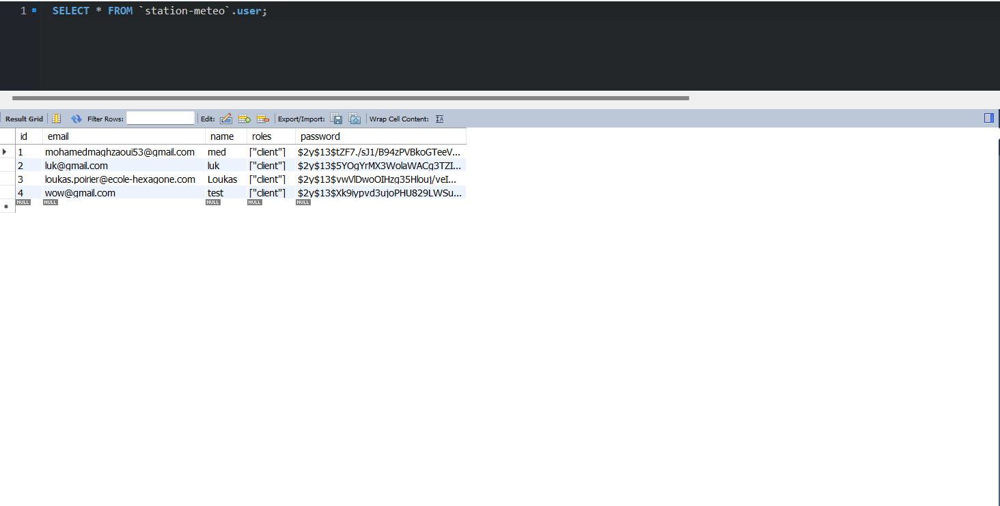 1 SELECT * FROM `station-meteo`.user;
Result Grid Filter Rows: Edit: Export/Import: Wrap Cell Content:
id email name roles password
1 mohamedmaghzaoui53@gmail.com med ["client"] $2y$13$tZF7./sJ1/B94zPVBkoGTeeV...
2 luk@gmail.com luk ["client"] $2y$13$5YOgYrMX3WolaWACg3TZI...
3 loukas.poirier@ecole-hexagone.com Loukas ["client"] $2y$13$vwVlDwoOIHzg35Hlouj/veI...
4 wow@gmail.com test ["client"] $2y$13$Xk9iypvd3ujoPHU829LWSu...
NULL NULL NULL NULL NULL